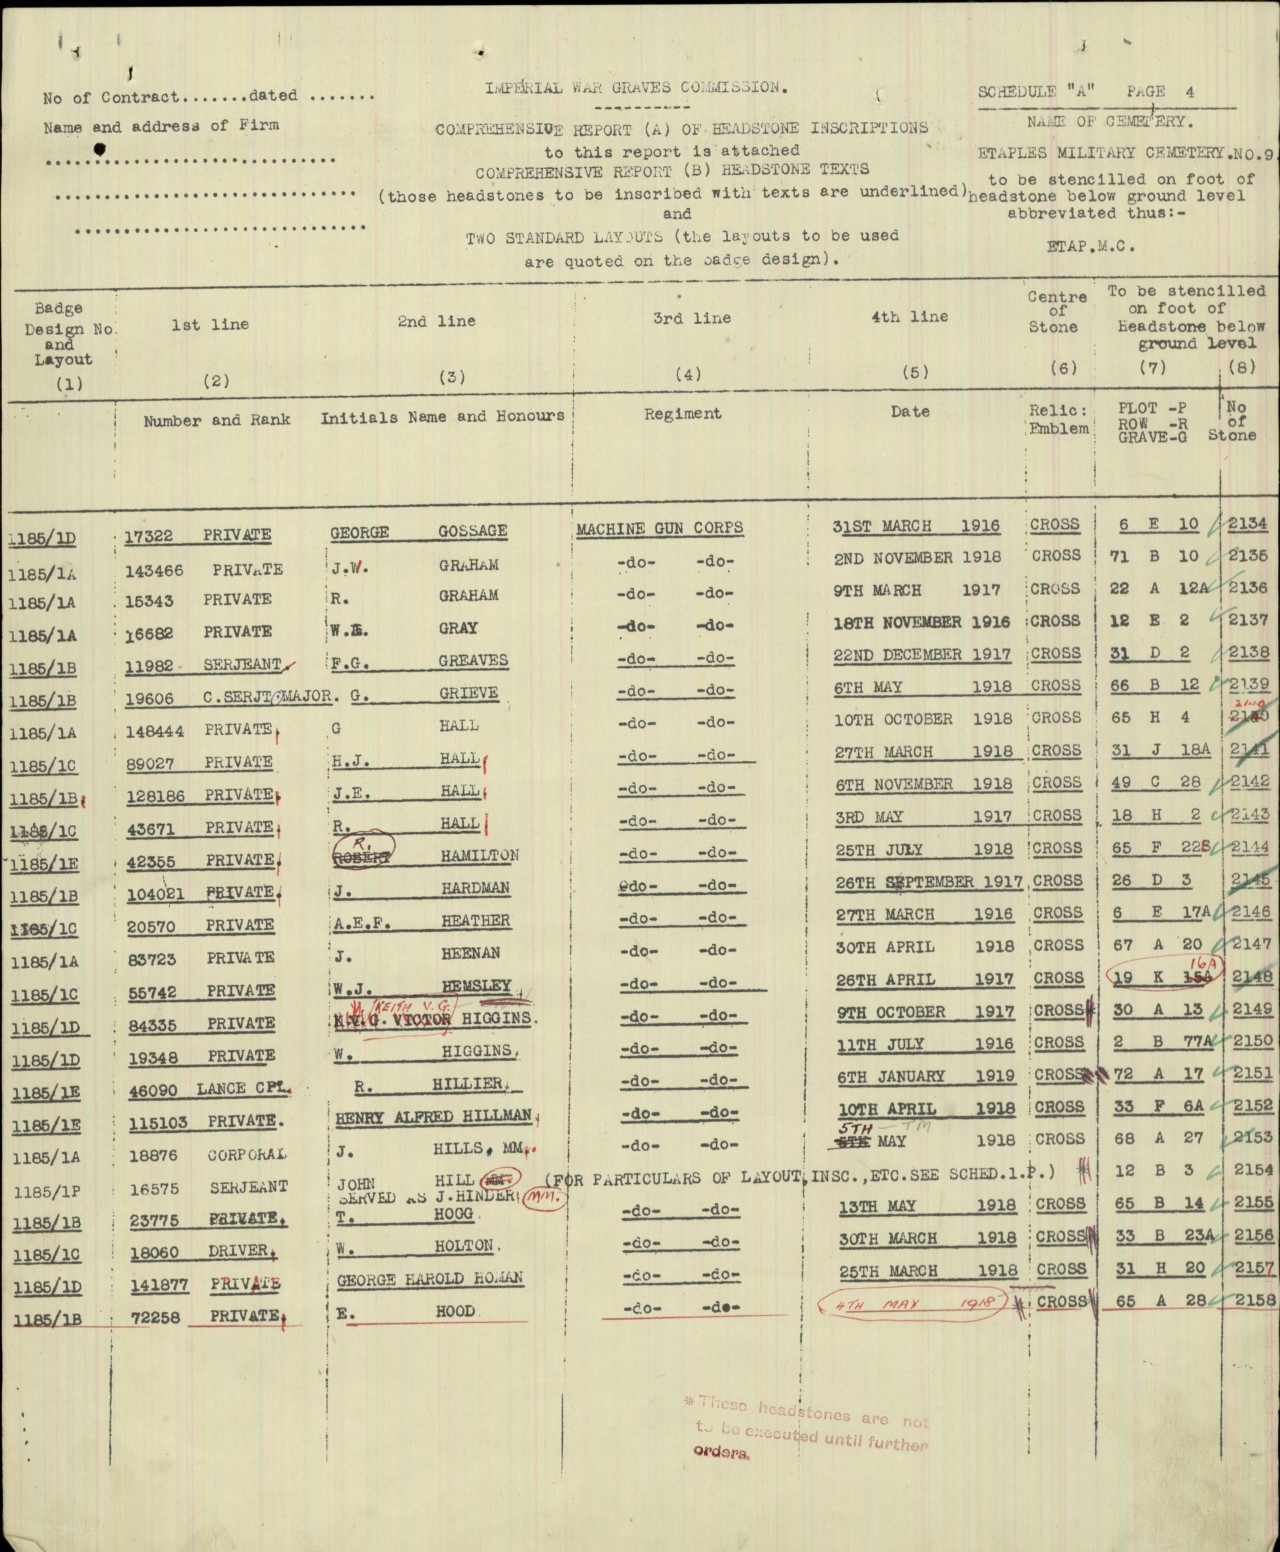 No of Contract.......dated .......
Name and address of Firm
IMPERIAL WAR GRAVES COMMISSION.
COMPREHENSIVE REPORT (A) OF HEADSTONE INSCRIPTIONS
to this report is attached
COMPREHENSIVE REPORT (B) HEADSTONE TEXTS
(those headstones to be inscribed with texts are underlined)
and
TWO STANDARD LAYOUTS (the layouts to be used
are quoted on the badge design).
SCHEDULE "A" PAGE 4
NAME OF CEMETERY.
ETAPLES MILITARY CEMETERY.NO.9.
to be stencilled on foot of
headstone below ground level
abbreviated thus:-
ETAP.M.C.
Badge Design No. and Layout (1)
1st line (2)
2nd line (3)
3rd line (4)
4th line (5)
Centre of Stone (6)
To be stencilled on foot of Headstone below ground level (7) (8)
Number and Rank Initials Name and Honours Regiment Date Relic: Emblem PLOT -P ROW -R GRAVE-G No of Stone
1185/1D 17322 PRIVATE GEORGE GOSSAGE MACHINE GUN CORPS 31ST MARCH 1916 CROSS 6 E 10 2134
1185/1A 143466 PRIVATE J.W. GRAHAM -do- -do- 2ND NOVEMBER 1918 CROSS 71 B 10 2135
1185/1A 15343 PRIVATE R. GRAHAM -do- -do- 9TH MARCH 1917 CROSS 22 A 12A 2136
1185/1A 16682 PRIVATE W. GRAY -do- -do- 18TH NOVEMBER 1916 CROSS 12 E 2 2137
1185/1B 11982 SERJEANT F.G. GREAVES -do- -do- 22ND DECEMBER 1917 CROSS 31 D 2 2138
1185/1B 19606 C.SERJT MAJOR. G. GRIEVE -do- -do- 6TH MAY 1918 CROSS 66 B 12 2139
1185/1A 148444 PRIVATE G HALL -do- -do- 10TH OCTOBER 1918 CROSS 65 H 4 2140 2140
1185/1C 89027 PRIVATE H.J. HALL -do- -do- 27TH MARCH 1918 CROSS 31 J 18A 2141
1185/1B 128186 PRIVATE J.E. HALL -do- -do- 6TH NOVEMBER 1918 CROSS 49 C 28 2142
1185/1C 43671 PRIVATE R. HALL -do- -do- 3RD MAY 1917 CROSS 18 H 2 2143
1185/1E 42355 PRIVATE R. ROBERT HAMILTON -do- -do- 25TH JULY 1918 CROSS 65 F 22B 2144
1185/1B 104021 PRIVATE. J. HARDMAN -do- -do- 26TH SEPTEMBER 1917 CROSS 26 D 3 2145
1185/1C 20570 PRIVATE A.E.F. HEATHER -do- -do- 27TH MARCH 1916 CROSS 6 E 17A 2146
1185/1A 83723 PRIVATE J. HEENAN -do- -do- 30TH APRIL 1918 CROSS 67 A 20 2147
1185/1C 55742 PRIVATE W.J. HEMSLEY -do- -do- 26TH APRIL 1917 CROSS 19 K 15A 16A 2148
1185/1D 84335 PRIVATE KEITH V.G. K.V.G. VICTOR HIGGINS. -do- -do- 9TH OCTOBER 1917 CROSS 30 A 13 2149
1185/1D 19348 PRIVATE W. HIGGINS. -do- -do- 11TH JULY 1916 CROSS 2 B 77A 2150
1185/1E 46090 LANCE CPL. R. HILLIER. -do- -do- 6TH JANUARY 1919 CROSS 72 A 17 2151
1185/1E 115103 PRIVATE. HENRY ALFRED HILLMAN -do- -do- 10TH APRIL 1918 CROSS 33 F 6A 2152
1185/1A 18876 CORPORAL J. HILLS, MM. -do- -do- 5TH MAY 1918 CROSS 68 A 27 2153
1185/1P 16575 SERJEANT JOHN HILL MM. (FOR PARTICULARS OF LAYOUT,INSC.,ETC.SEE SCHED.1.P.) 12 B 3 2154
SERVED AS J.HINDER MM.
1185/1B 23775 PRIVATE. T. HOGG -do- -do- 13TH MAY 1918 CROSS 65 B 14 2155
1185/1C 18060 DRIVER. W. HOLTON. -do- -do- 30TH MARCH 1918 CROSS 33 B 23A 2156
1185/1D 141877 PRIVATE GEORGE HAROLD HOMAN -do- -do- 25TH MARCH 1918 CROSS 31 H 20 2157
1185/1B 72258 PRIVATE E. HOOD -do- -do- 4TH MAY 1918 CROSS 65 A 28 2158
* These headstones are not
to be executed until further
orders.